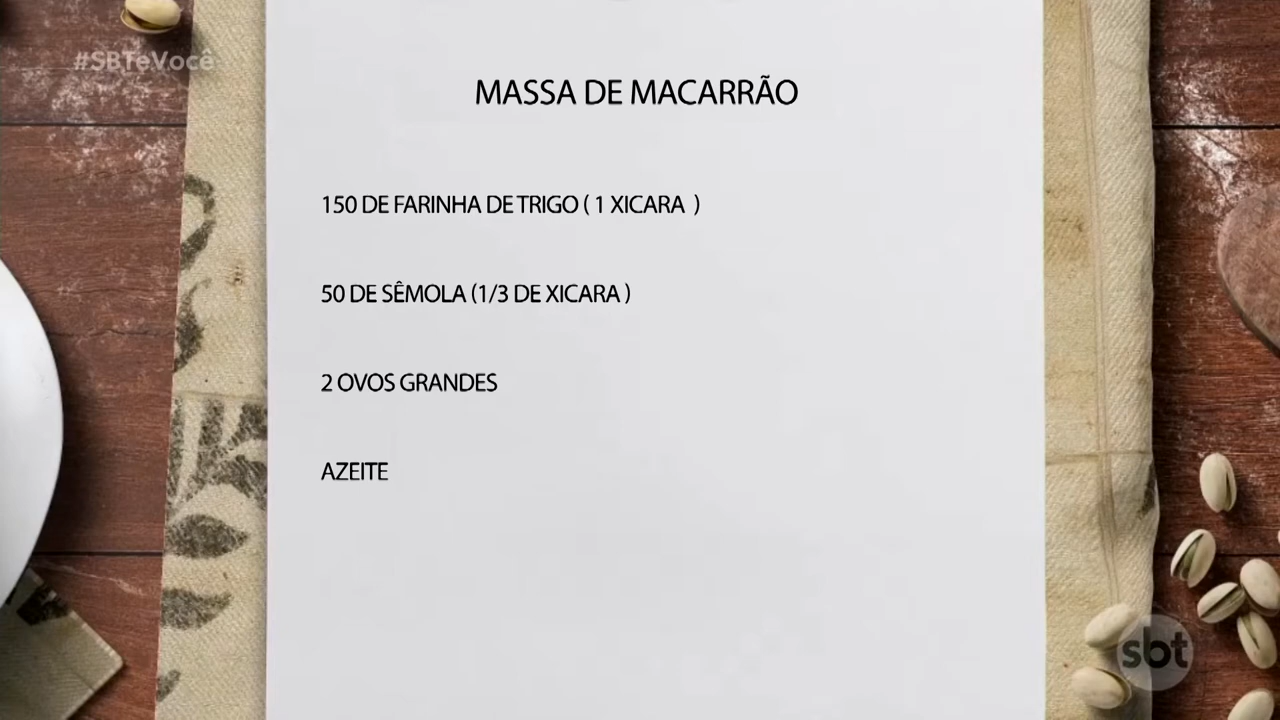 #SBTeVocê
MASSA DE MACARRÃO
150 DE FARINHA DE TRIGO ( 1 XICARA )
50 DE SÊMOLA (1/3 DE XICARA )
2 OVOS GRANDES
AZEITE
sbt